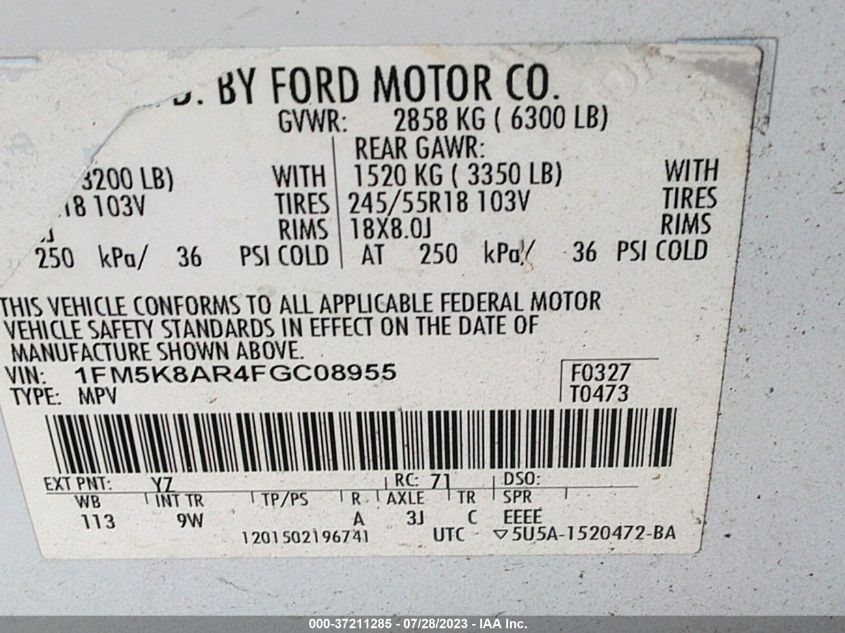 BY FORD MOTOR CO.
GVWR: 2858 KG ( 6300 LB)
REAR GAWR:
3200 LB) WITH 1520 KG ( 3350 LB) WITH
18 103V TIRES 245/55R18 103V TIRES
J RIMS 18X8.0J RIMS
250 kPa/ 36 PSI COLD AT 250 kPa/ 36 PSI COLD
THIS VEHICLE CONFORMS TO ALL APPLICABLE FEDERAL MOTOR
VEHICLE SAFETY STANDARDS IN EFFECT ON THE DATE OF
MANUFACTURE SHOWN ABOVE.
VIN: 1FM5K8AR4FGC08955 F0327
TYPE: MPV T0473
EXT PNT: YZ RC: 71 DSO:
WB INT TR TP/PS R AXLE TR SPR
113 9W A 3J C EEEE
1201502196741 UTC ▽5U5A-1520472-BA
000-37211285 - 07/28/2023 - IAA Inc.